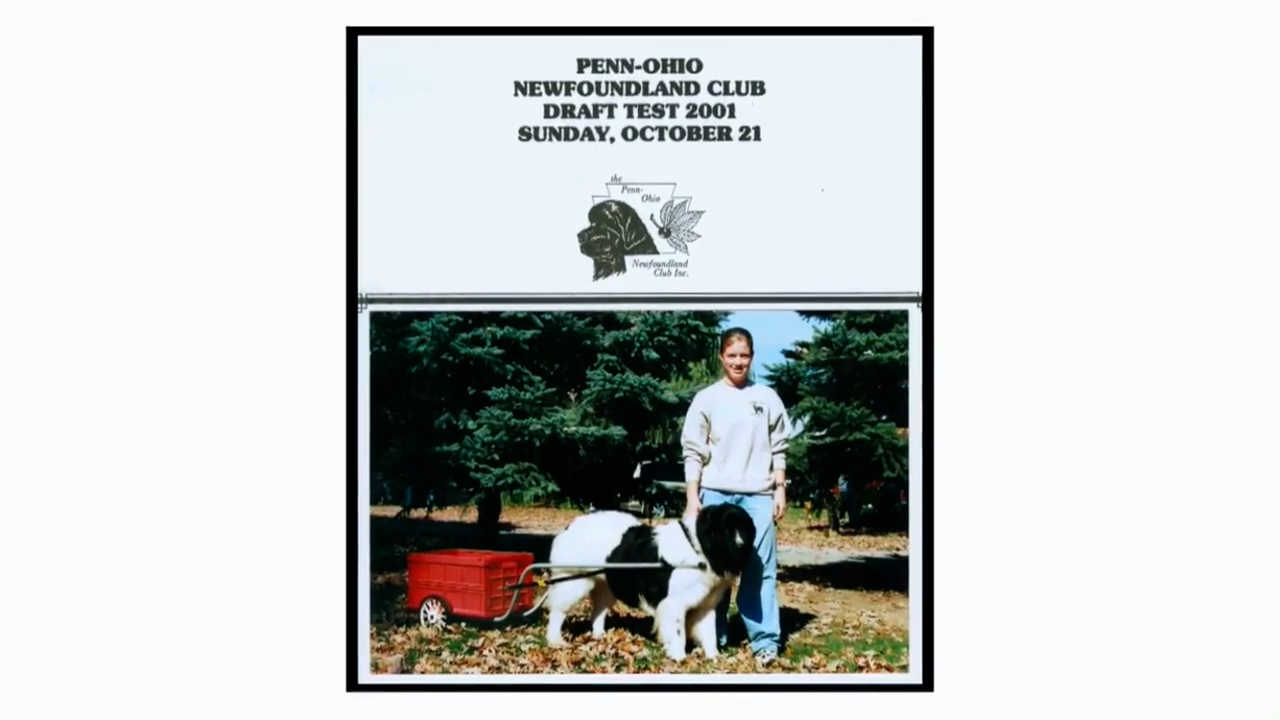 PENN-OHIO
NEWFOUNDLAND CLUB
DRAFT TEST 2001
SUNDAY, OCTOBER 21
the
Penn-
Ohio
Newfoundland
Club Inc.